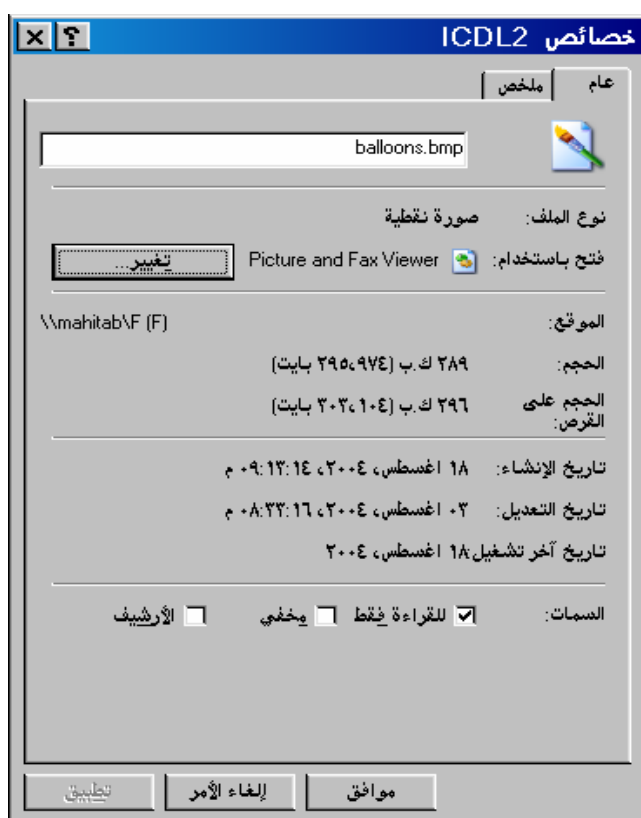 خصائص ICDL2
عام ملخص
balloons.bmp
نوع الملف: صورة نقطية
فتح باستخدام: Picture and Fax Viewer تغيير...
الموقع: \\mahitab\F (F)
الحجم: ٢٨٩ ك.ب (٢٩٥،٩٧٤ بايت)
الحجم على القرص: ٢٩٦ ك.ب (٣٠٣،١٠٤ بايت)
تاريخ الإنشاء: ١٨ اغسطس، ٢٠٠٤، ٠٩:١٣:١٤ م
تاريخ التعديل: ٠٣ اغسطس، ٢٠٠٤، ٠٨:٣٣:١٦ م
تاريخ آخر تشغيل: ١٨ اغسطس، ٢٠٠٤
السمات: للقراءة فقط مخفي الأرشيف
موافق إلغاء الأمر تطبيق